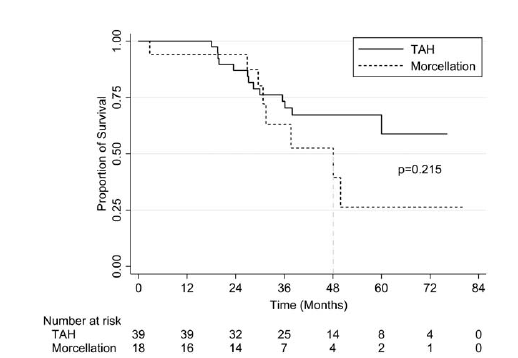 1.00
0.75
0.50
0.25
0.00
Proportion of Survival
TAH
Morcellation
p=0.215
0 12 24 36 48 60 72 84
Time (Months)
Number at risk
TAH 39 39 32 25 14 8 4 0
Morcellation 18 16 14 7 4 2 1 0